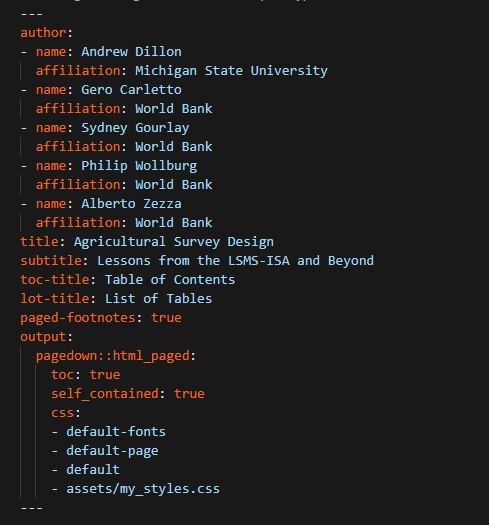 ---
author:
- name: Andrew Dillon
  affiliation: Michigan State University
- name: Gero Carletto
  affiliation: World Bank
- name: Sydney Gourlay
  affiliation: World Bank
- name: Philip Wollburg
  affiliation: World Bank
- name: Alberto Zezza
  affiliation: World Bank
title: Agricultural Survey Design
subtitle: Lessons from the LSMS-ISA and Beyond
toc-title: Table of Contents
lot-title: List of Tables
paged-footnotes: true
output:
  pagedown::html_paged:
    toc: true
    self_contained: true
    css:
    - default-fonts
    - default-page
    - default
    - assets/my_styles.css
---